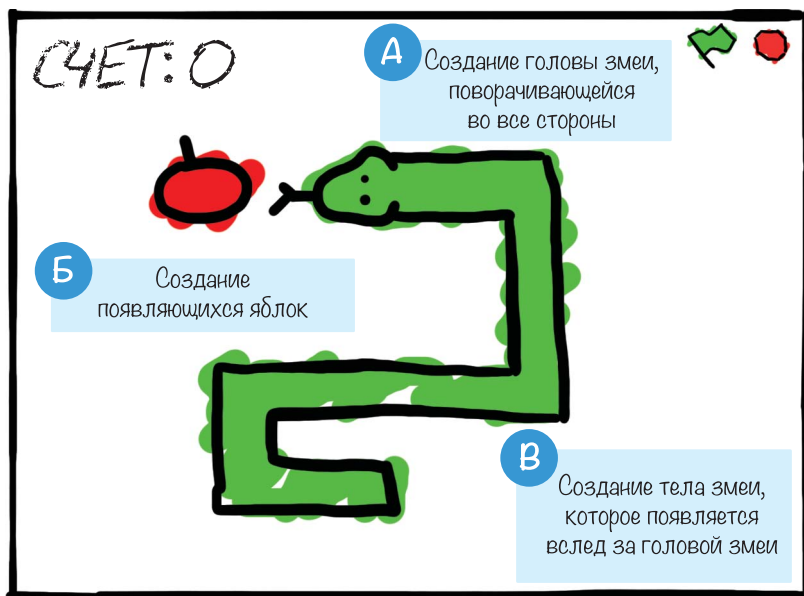 СЧЕТ: 0
А
Создание головы змеи,
поворачивающейся
во все стороны
Б
Создание
появляющихся яблок
В
Создание тела змеи,
которое появляется
вслед за головой змеи